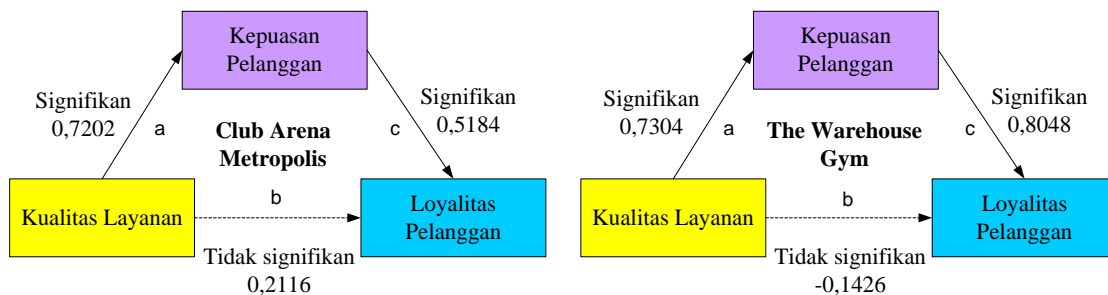 Kepuasan
Pelanggan
Signifikan
0,7202
a
Club Arena
Metropolis
c
Signifikan
0,5184
Kualitas Layanan
b
Loyalitas
Pelanggan
Tidak signifikan
0,2116
Kepuasan
Pelanggan
Signifikan
0,7304
a
The Warehouse
Gym
c
Signifikan
0,8048
Kualitas Layanan
b
Loyalitas
Pelanggan
Tidak signifikan
-0,1426